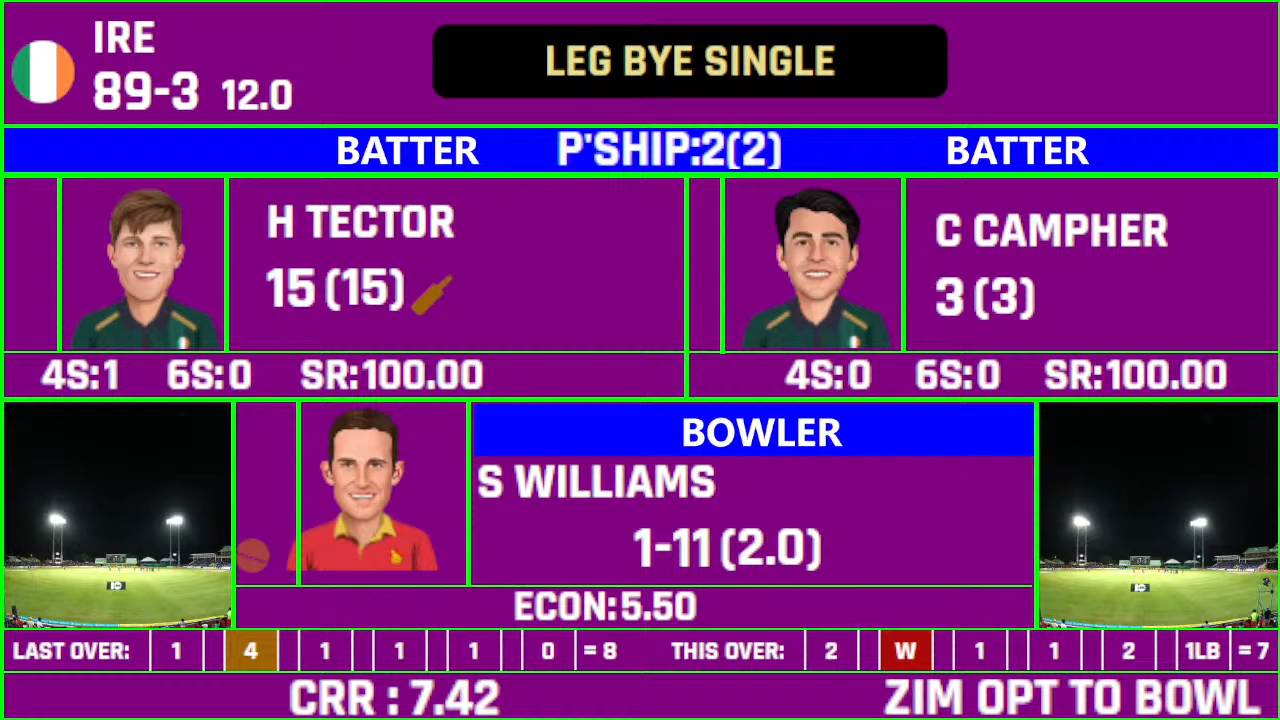 IRE
89-3 12.0
LEG BYE SINGLE
BATTER P'SHIP:2(2) BATTER
H TECTOR
15 (15)
C CAMPHER
3 (3)
4S:1 6S:0 SR:100.00
4S:0 6S:0 SR:100.00
BOWLER
S WILLIAMS
1-11 (2.0)
ECON:5.50
LAST OVER: 1 4 1 1 1 0 = 8 THIS OVER: 2 W 1 1 2 1LB = 7
CRR : 7.42 ZIM OPT TO BOWL